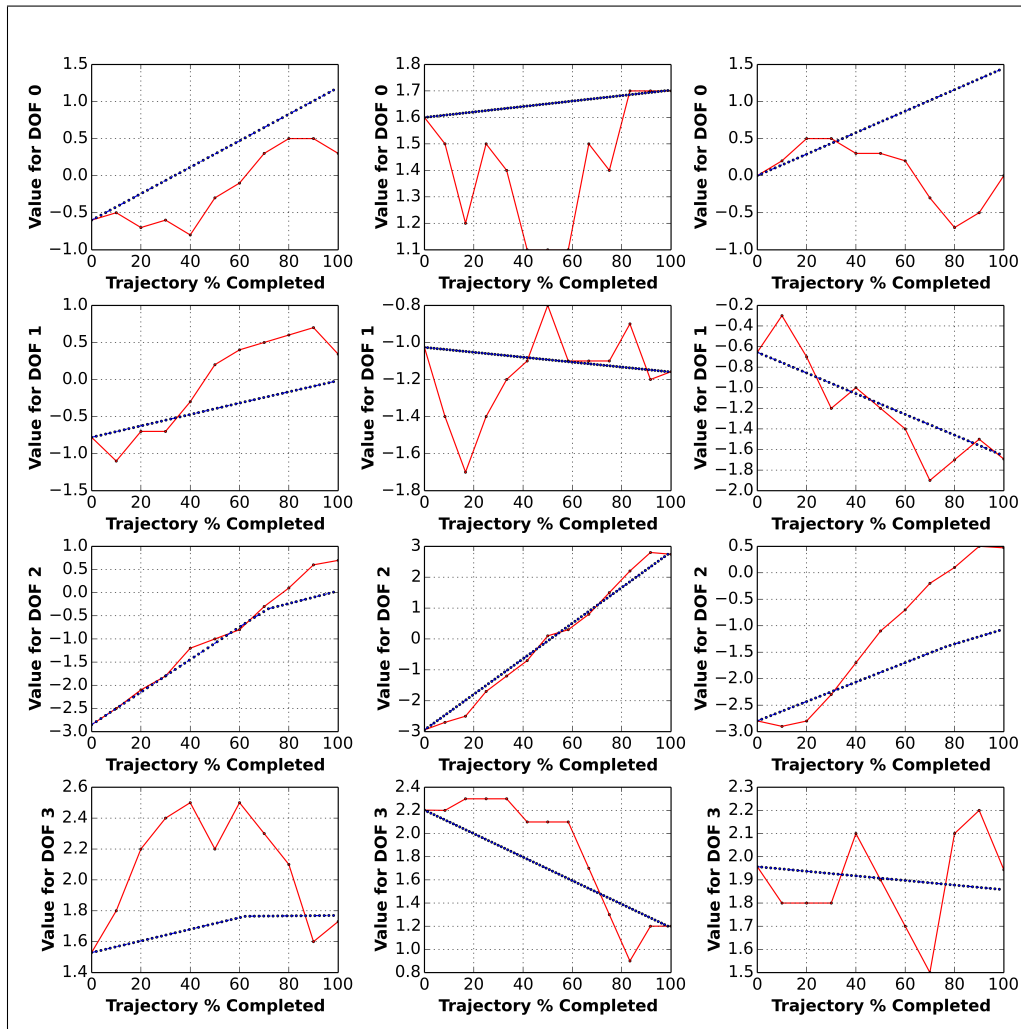 1.5
1.0
0.5
0.0
−0.5
−1.0
Value for DOF 0
0 20 40 60 80 100
Trajectory % Completed
1.8
1.7
1.6
1.5
1.4
1.3
1.2
1.1
Value for DOF 0
0 20 40 60 80 100
Trajectory % Completed
1.5
1.0
0.5
0.0
−0.5
−1.0
Value for DOF 0
0 20 40 60 80 100
Trajectory % Completed
1.0
0.5
0.0
−0.5
−1.0
−1.5
Value for DOF 1
0 20 40 60 80 100
Trajectory % Completed
−0.8
−1.0
−1.2
−1.4
−1.6
−1.8
Value for DOF 1
0 20 40 60 80 100
Trajectory % Completed
−0.2
−0.4
−0.6
−0.8
−1.0
−1.2
−1.4
−1.6
−1.8
−2.0
Value for DOF 1
0 20 40 60 80 100
Trajectory % Completed
1.0
0.5
0.0
−0.5
−1.0
−1.5
−2.0
−2.5
−3.0
Value for DOF 2
0 20 40 60 80 100
Trajectory % Completed
3
2
1
0
−1
−2
−3
Value for DOF 2
0 20 40 60 80 100
Trajectory % Completed
0.5
0.0
−0.5
−1.0
−1.5
−2.0
−2.5
−3.0
Value for DOF 2
0 20 40 60 80 100
Trajectory % Completed
2.6
2.4
2.2
2.0
1.8
1.6
1.4
Value for DOF 3
0 20 40 60 80 100
Trajectory % Completed
2.4
2.2
2.0
1.8
1.6
1.4
1.2
1.0
0.8
Value for DOF 3
0 20 40 60 80 100
Trajectory % Completed
2.3
2.2
2.1
2.0
1.9
1.8
1.7
1.6
1.5
Value for DOF 3
0 20 40 60 80 100
Trajectory % Completed